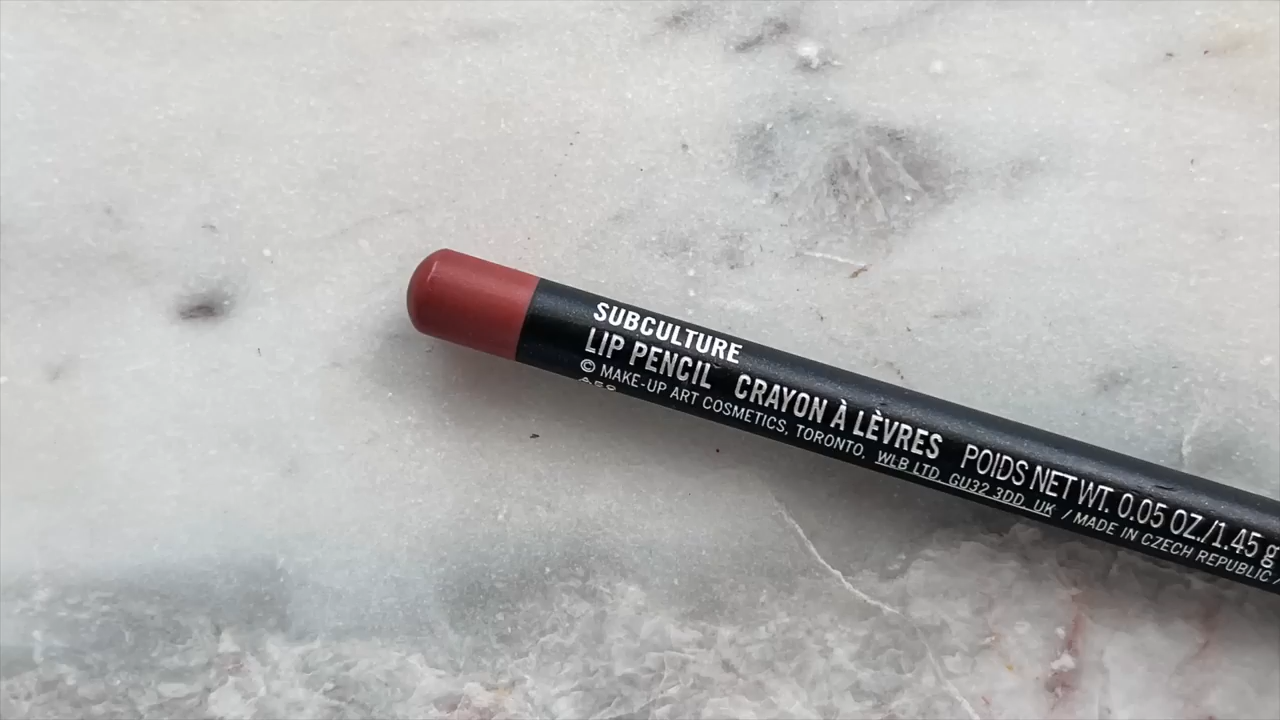 SUBCULTURE
LIP PENCIL CRAYON À LÈVRES POIDS NET WT. 0.05 OZ./1.45 g
© MAKE-UP ART COSMETICS, TORONTO, WLB LTD, GU32 3DD, UK / MADE IN CZECH REPUBLIC /